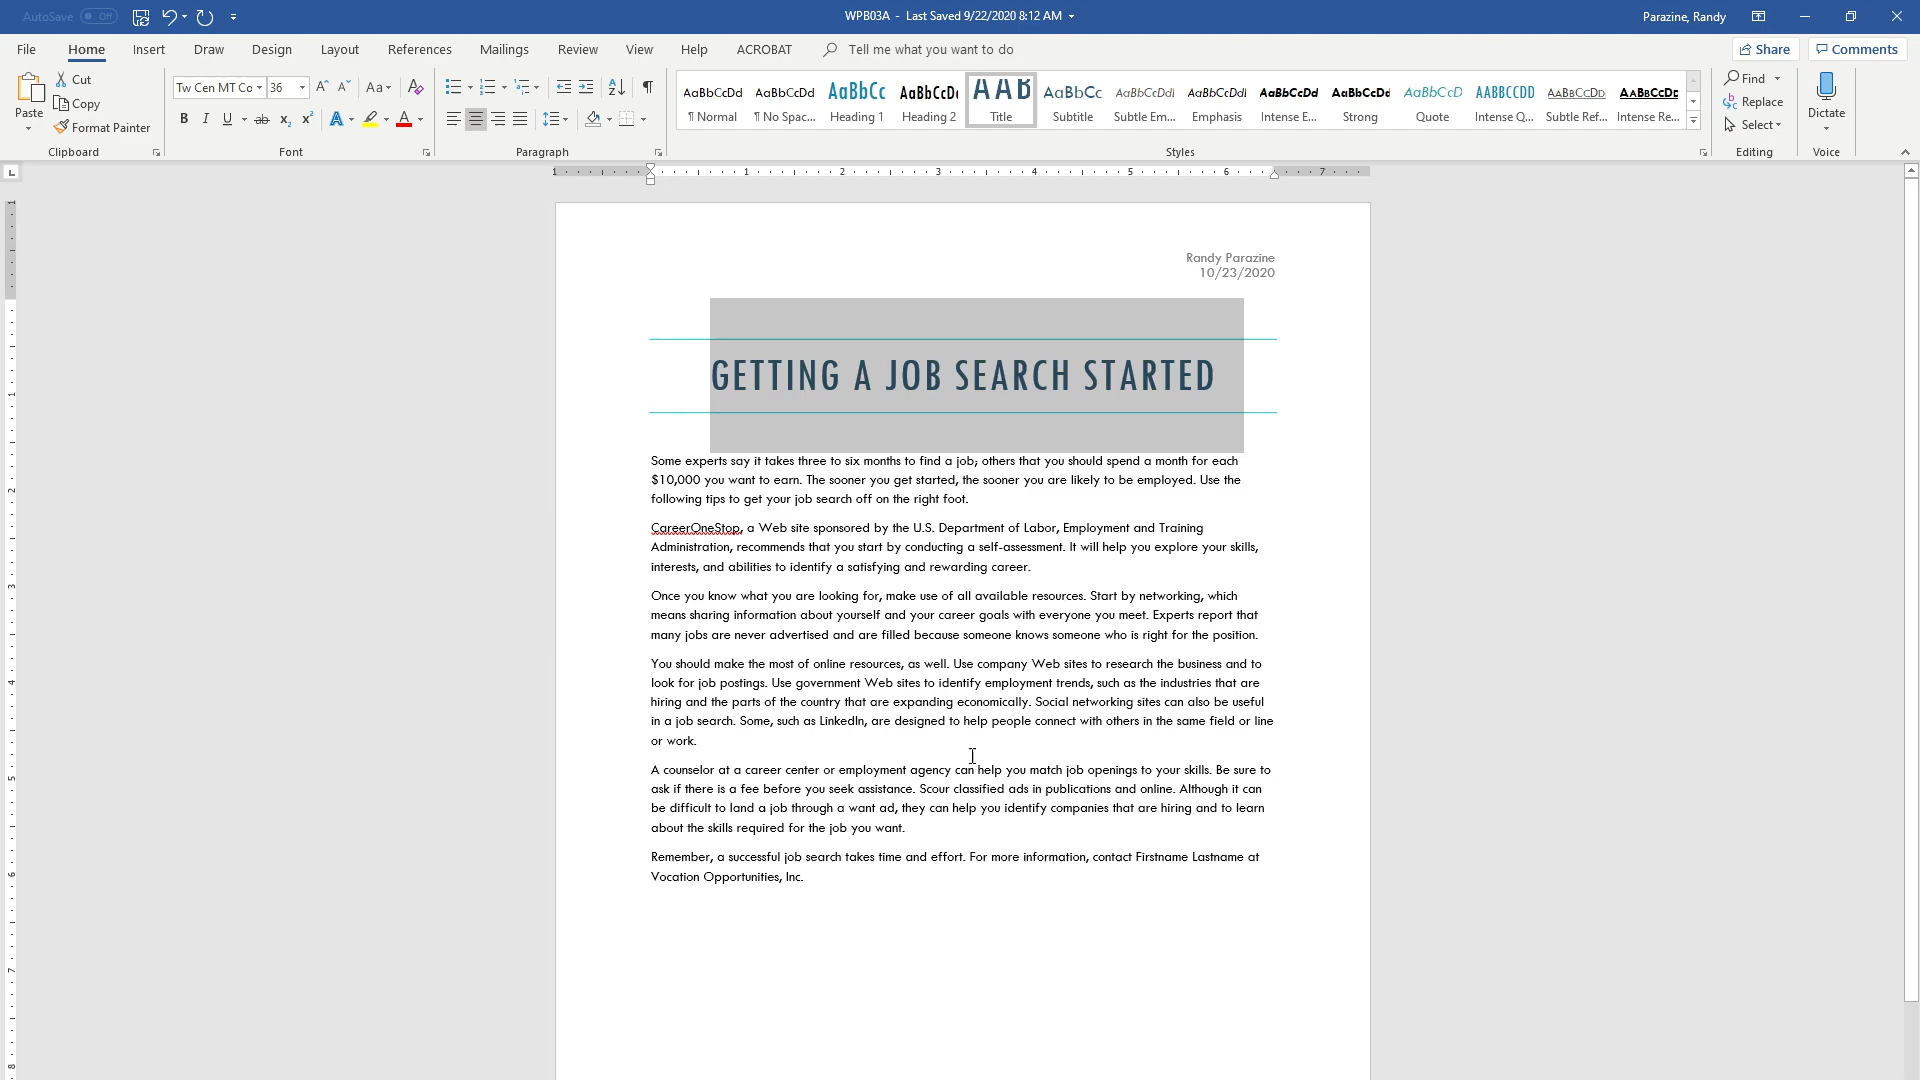 AutoSave Off
WPB03A - Last Saved 9/22/2020 8:12 AM
Parazine, Randy
File Home Insert Draw Design Layout References Mailings Review View Help ACROBAT Tell me what you want to do Share Comments
Paste
Cut
Copy
Format Painter
Clipboard
Tw Cen MT Co 36
Font
Paragraph
AaBbCcDd AaBbCcDd AaBbCc AaBbCcDc AAB AaBbCc AaBbCcDdI AaBbCcDdI AaBbCcDd AaBbCcDd AaBbCcD AABBCCDD AaBbCcDd AaBbCcDc
¶ Normal ¶ No Spac... Heading 1 Heading 2 Title Subtitle Subtle Em... Emphasis Intense E... Strong Quote Intense Q... Subtle Ref... Intense Re...
Styles
Find
Replace
Select
Editing
Dictate
Voice
1 1 2 3 4 5 6 7
Randy Parazine
10/23/2020
GETTING A JOB SEARCH STARTED
Some experts say it takes three to six months to find a job; others that you should spend a month for each
$10,000 you want to earn. The sooner you get started, the sooner you are likely to be employed. Use the
following tips to get your job search off on the right foot.
CareerOneStop, a Web site sponsored by the U.S. Department of Labor, Employment and Training
Administration, recommends that you start by conducting a self-assessment. It will help you explore your skills,
interests, and abilities to identify a satisfying and rewarding career.
Once you know what you are looking for, make use of all available resources. Start by networking, which
means sharing information about yourself and your career goals with everyone you meet. Experts report that
many jobs are never advertised and are filled because someone knows someone who is right for the position.
You should make the most of online resources, as well. Use company Web sites to research the business and to
look for job postings. Use government Web sites to identify employment trends, such as the industries that are
hiring and the parts of the country that are expanding economically. Social networking sites can also be useful
in a job search. Some, such as LinkedIn, are designed to help people connect with others in the same field or line
or work.
A counselor at a career center or employment agency can help you match job openings to your skills. Be sure to
ask if there is a fee before you seek assistance. Scour classified ads in publications and online. Although it can
be difficult to land a job through a want ad, they can help you identify companies that are hiring and to learn
about the skills required for the job you want.
Remember, a successful job search takes time and effort. For more information, contact Firstname Lastname at
Vocation Opportunities, Inc.